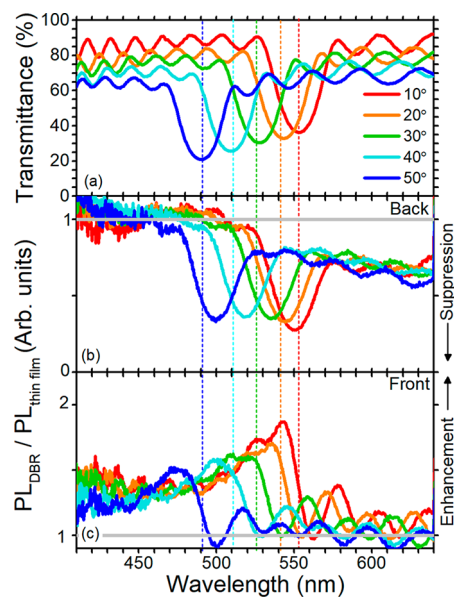 Transmittance (%)
100
80
60
40
20
0
10°
20°
30°
40°
50°
(a)
PL_DBR / PL_thin film (Arb. units)
Back
1
0
(b)
Suppression
Front
2
1
(c)
Enhancement
450 500 550 600
Wavelength (nm)